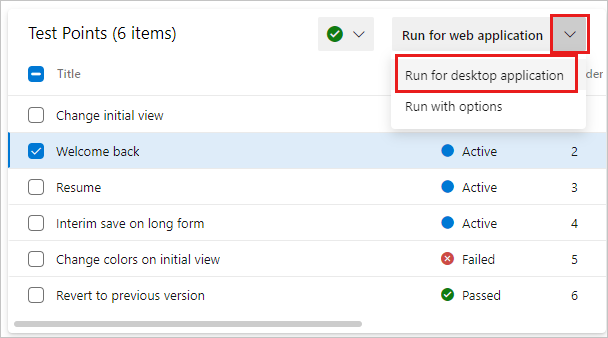 Test Points (6 items)
Run for web application
Run for desktop application
Run with options
Title
der
Change initial view
Welcome back Active 2
Resume Active 3
Interim save on long form Active 4
Change colors on initial view Failed 5
Revert to previous version Passed 6